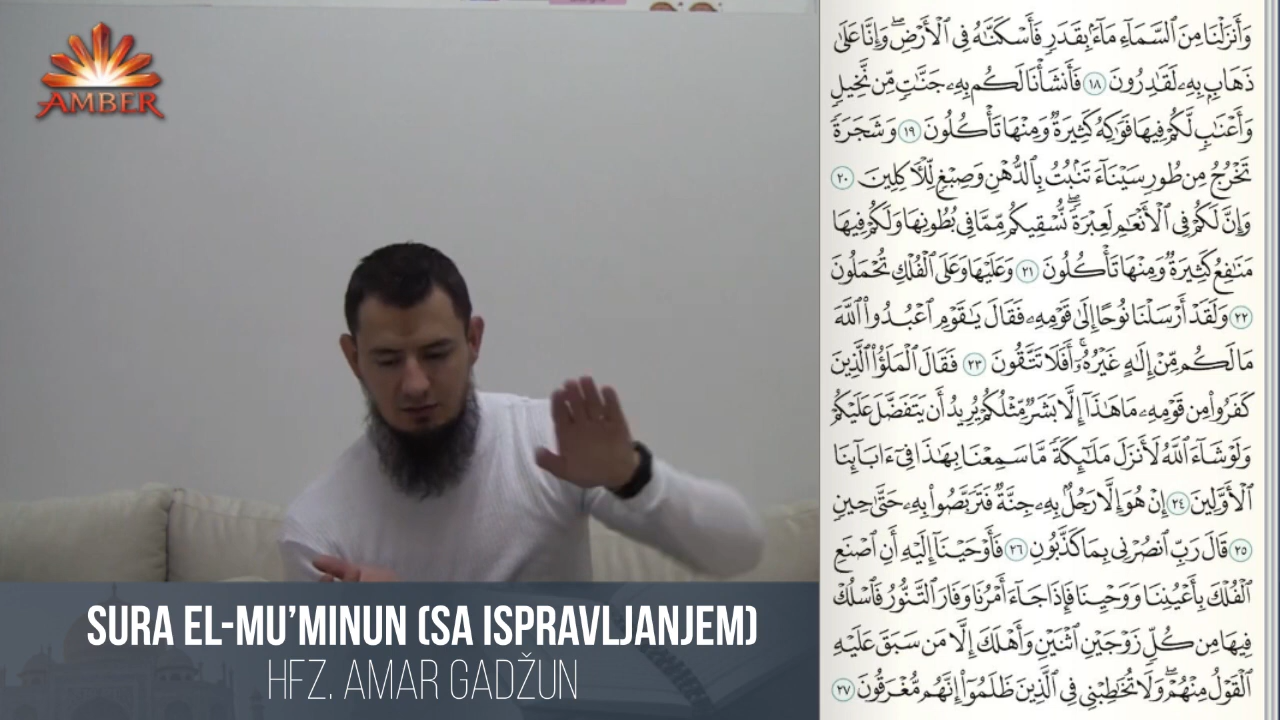 AMBER
وَأَنزَلْنَا مِنَ ٱلسَّمَآءِ مَآءًۢ بِقَدَرٍ فَأَسْكَنَّٰهُ فِى ٱلْأَرْضِ ۖ وَإِنَّا عَلَىٰ
ذَهَابٍۭ بِهِۦ لَقَٰدِرُونَ ١٨ فَأَنشَأْنَا لَكُم بِهِۦ جَنَّٰتٍ مِّن نَّخِيلٍ
وَأَعْنَٰبٍ لَّكُمْ فِيهَا فَوَٰكِهُ كَثِيرَةٌ وَمِنْهَا تَأْكُلُونَ ١٩ وَشَجَرَةً
تَخْرُجُ مِن طُورِ سَيْنَآءَ تَنۢبُتُ بِٱلدُّهْنِ وَصِبْغٍ لِّلْـَٔاكِلِينَ ٢٠
وَإِنَّ لَكُمْ فِى ٱلْأَنْعَٰمِ لَعِبْرَةً ۖ نُّسْقِيكُم مِّمَّا فِى بُطُونِهَا وَلَكُمْ فِيهَا
مَنَٰفِعُ كَثِيرَةٌ وَمِنْهَا تَأْكُلُونَ ٢١ وَعَلَيْهَا وَعَلَى ٱلْفُلْكِ تُحْمَلُونَ
٢٢ وَلَقَدْ أَرْسَلْنَا نُوحًا إِلَىٰ قَوْمِهِۦ فَقَالَ يَٰقَوْمِ ٱعْبُدُوا۟ ٱللَّهَ
مَا لَكُم مِّنْ إِلَٰهٍ غَيْرُهُۥٓ ۚ أَفَلَا تَتَّقُونَ ٢٣ فَقَالَ ٱلْمَلَؤُا۟ ٱلَّذِينَ
كَفَرُوا۟ مِن قَوْمِهِۦ مَا هَٰذَآ إِلَّا بَشَرٌ مِّثْلُكُمْ يُرِيدُ أَن يَتَفَضَّلَ عَلَيْكُمْ
وَلَوْ شَآءَ ٱللَّهُ لَأَنزَلَ مَلَٰٓئِكَةً مَّا سَمِعْنَا بِهَٰذَا فِىٓ ءَابَآئِنَا
ٱلْأَوَّلِينَ ٢٤ إِنْ هُوَ إِلَّا رَجُلٌۢ بِهِۦ جِنَّةٌ فَتَرَبَّصُوا۟ بِهِۦ حَتَّىٰ حِينٍ
٢٥ قَالَ رَبِّ ٱنصُرْنِى بِمَا كَذَّبُونِ ٢٦ فَأَوْحَيْنَآ إِلَيْهِ أَنِ ٱصْنَعِ
ٱلْفُلْكَ بِأَعْيُنِنَا وَوَحْيِنَا فَإِذَا جَآءَ أَمْرُنَا وَفَارَ ٱلتَّنُّورُ ۙ فَٱسْلُكْ
فِيهَا مِن كُلٍّ زَوْجَيْنِ ٱثْنَيْنِ وَأَهْلَكَ إِلَّا مَن سَبَقَ عَلَيْهِ
ٱلْقَوْلُ مِنْهُمْ ۖ وَلَا تُخَٰطِبْنِى فِى ٱلَّذِينَ ظَلَمُوٓا۟ ۖ إِنَّهُم مُّغْرَقُونَ ٢٧
SURA EL-MU'MINUN (SA ISPRAVLJANJEM)
HFZ. AMAR GADŽUN